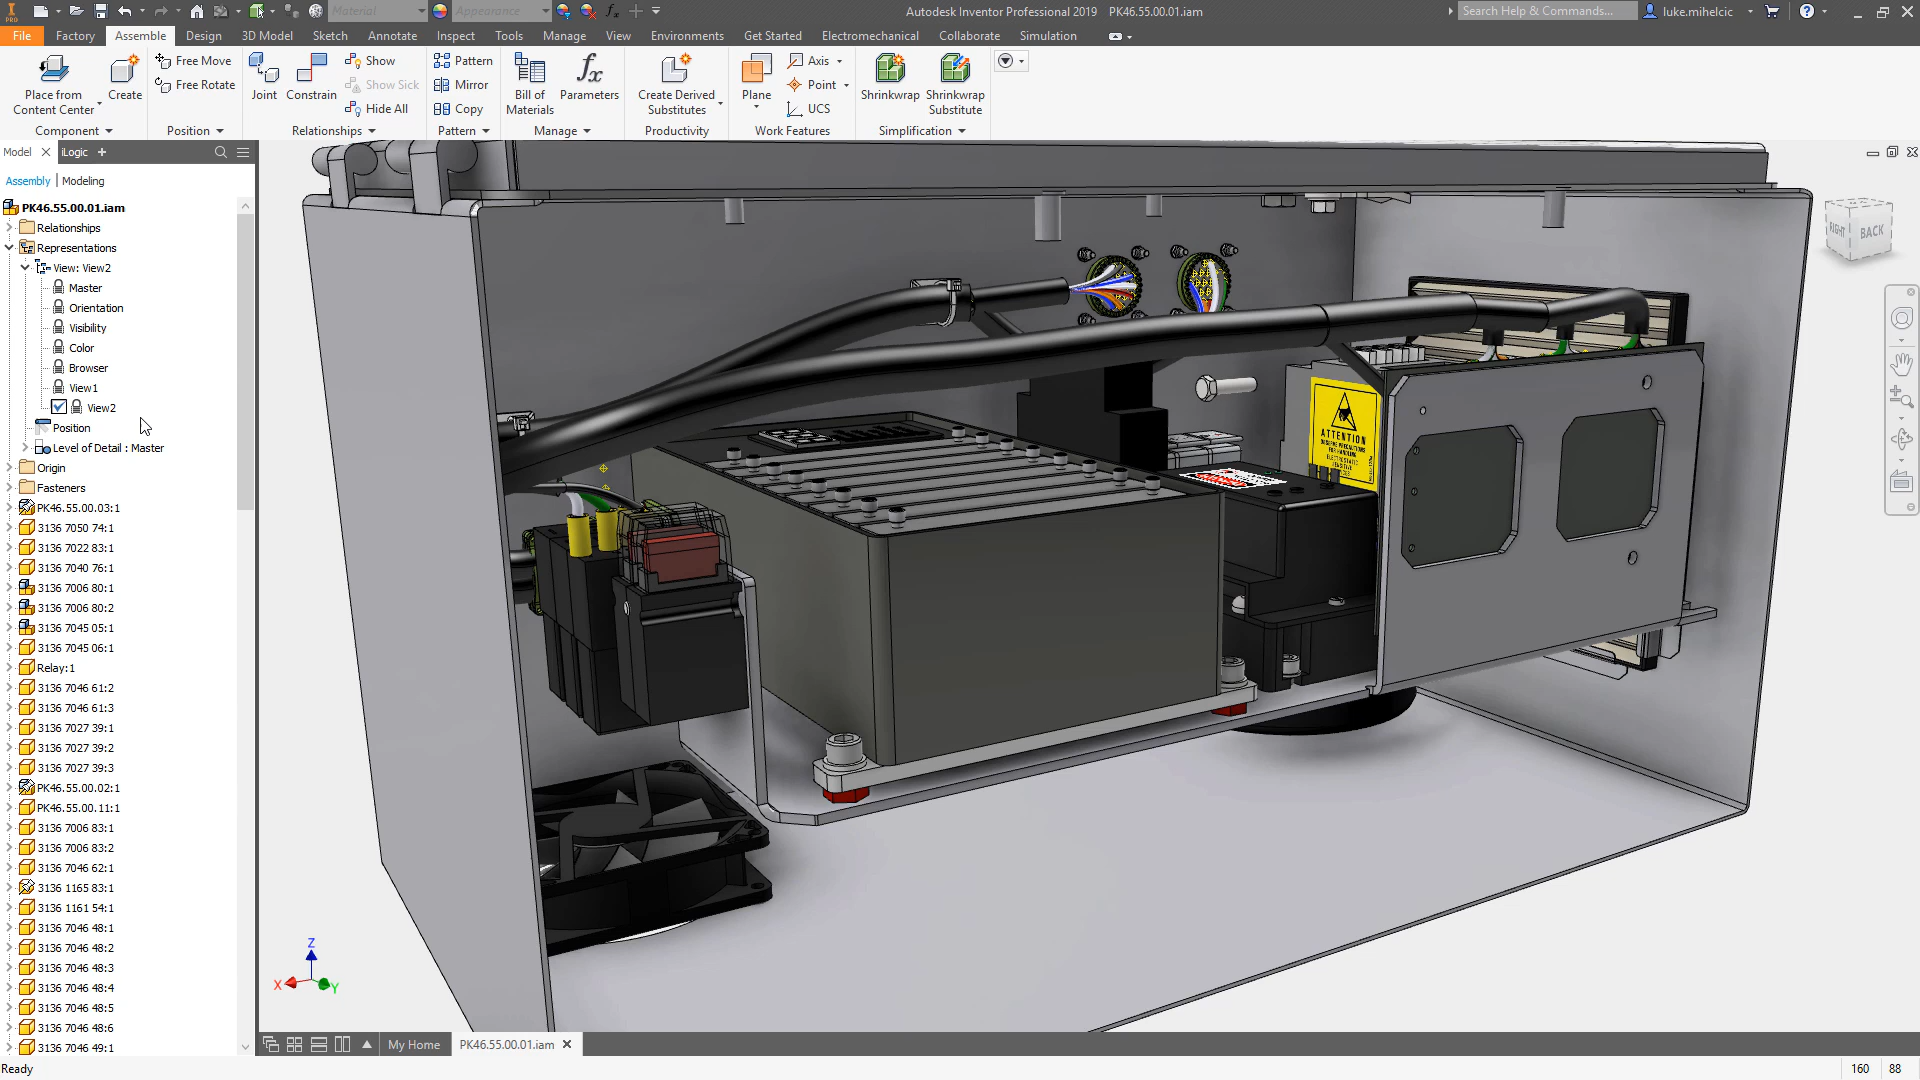 PRO
Material
Appearance
Autodesk Inventor Professional 2019 PK46.55.00.01.iam
Search Help & Commands...
luke.mihelcic
File
Factory
Assemble
Design
3D Model
Sketch
Annotate
Inspect
Tools
Manage
View
Environments
Get Started
Electromechanical
Collaborate
Simulation
Place from
Content Center
Create
Free Move
Free Rotate
Joint
Constrain
Show
Show Sick
Hide All
Pattern
Mirror
Copy
Bill of
Materials
fx
Parameters
Create Derived
Substitutes
Plane
Axis
Point
UCS
Shrinkwrap
Shrinkwrap
Substitute
Component
Position
Relationships
Pattern
Manage
Productivity
Work Features
Simplification
Model
iLogic
Assembly | Modeling
PK46.55.00.01.iam
Relationships
Representations
View: View2
Master
Orientation
Visibility
Color
Browser
View1
View2
Position
Level of Detail : Master
Origin
Fasteners
PK46.55.00.03:1
3136 7050 74:1
3136 7022 83:1
3136 7040 76:1
3136 7006 80:1
3136 7006 80:2
3136 7045 05:1
3136 7045 06:1
Relay:1
3136 7046 61:2
3136 7046 61:3
3136 7027 39:1
3136 7027 39:2
3136 7027 39:3
PK46.55.00.02:1
PK46.55.00.11:1
3136 7006 83:1
3136 7006 83:2
3136 7046 62:1
3136 1165 83:1
3136 1161 54:1
3136 7046 48:1
3136 7046 48:2
3136 7046 48:3
3136 7046 48:4
3136 7046 48:5
3136 7046 48:6
3136 7046 49:1
RIGHT
BACK
ATTENTION
Z
X
Y
My Home
PK46.55.00.01.iam
Ready
160
88